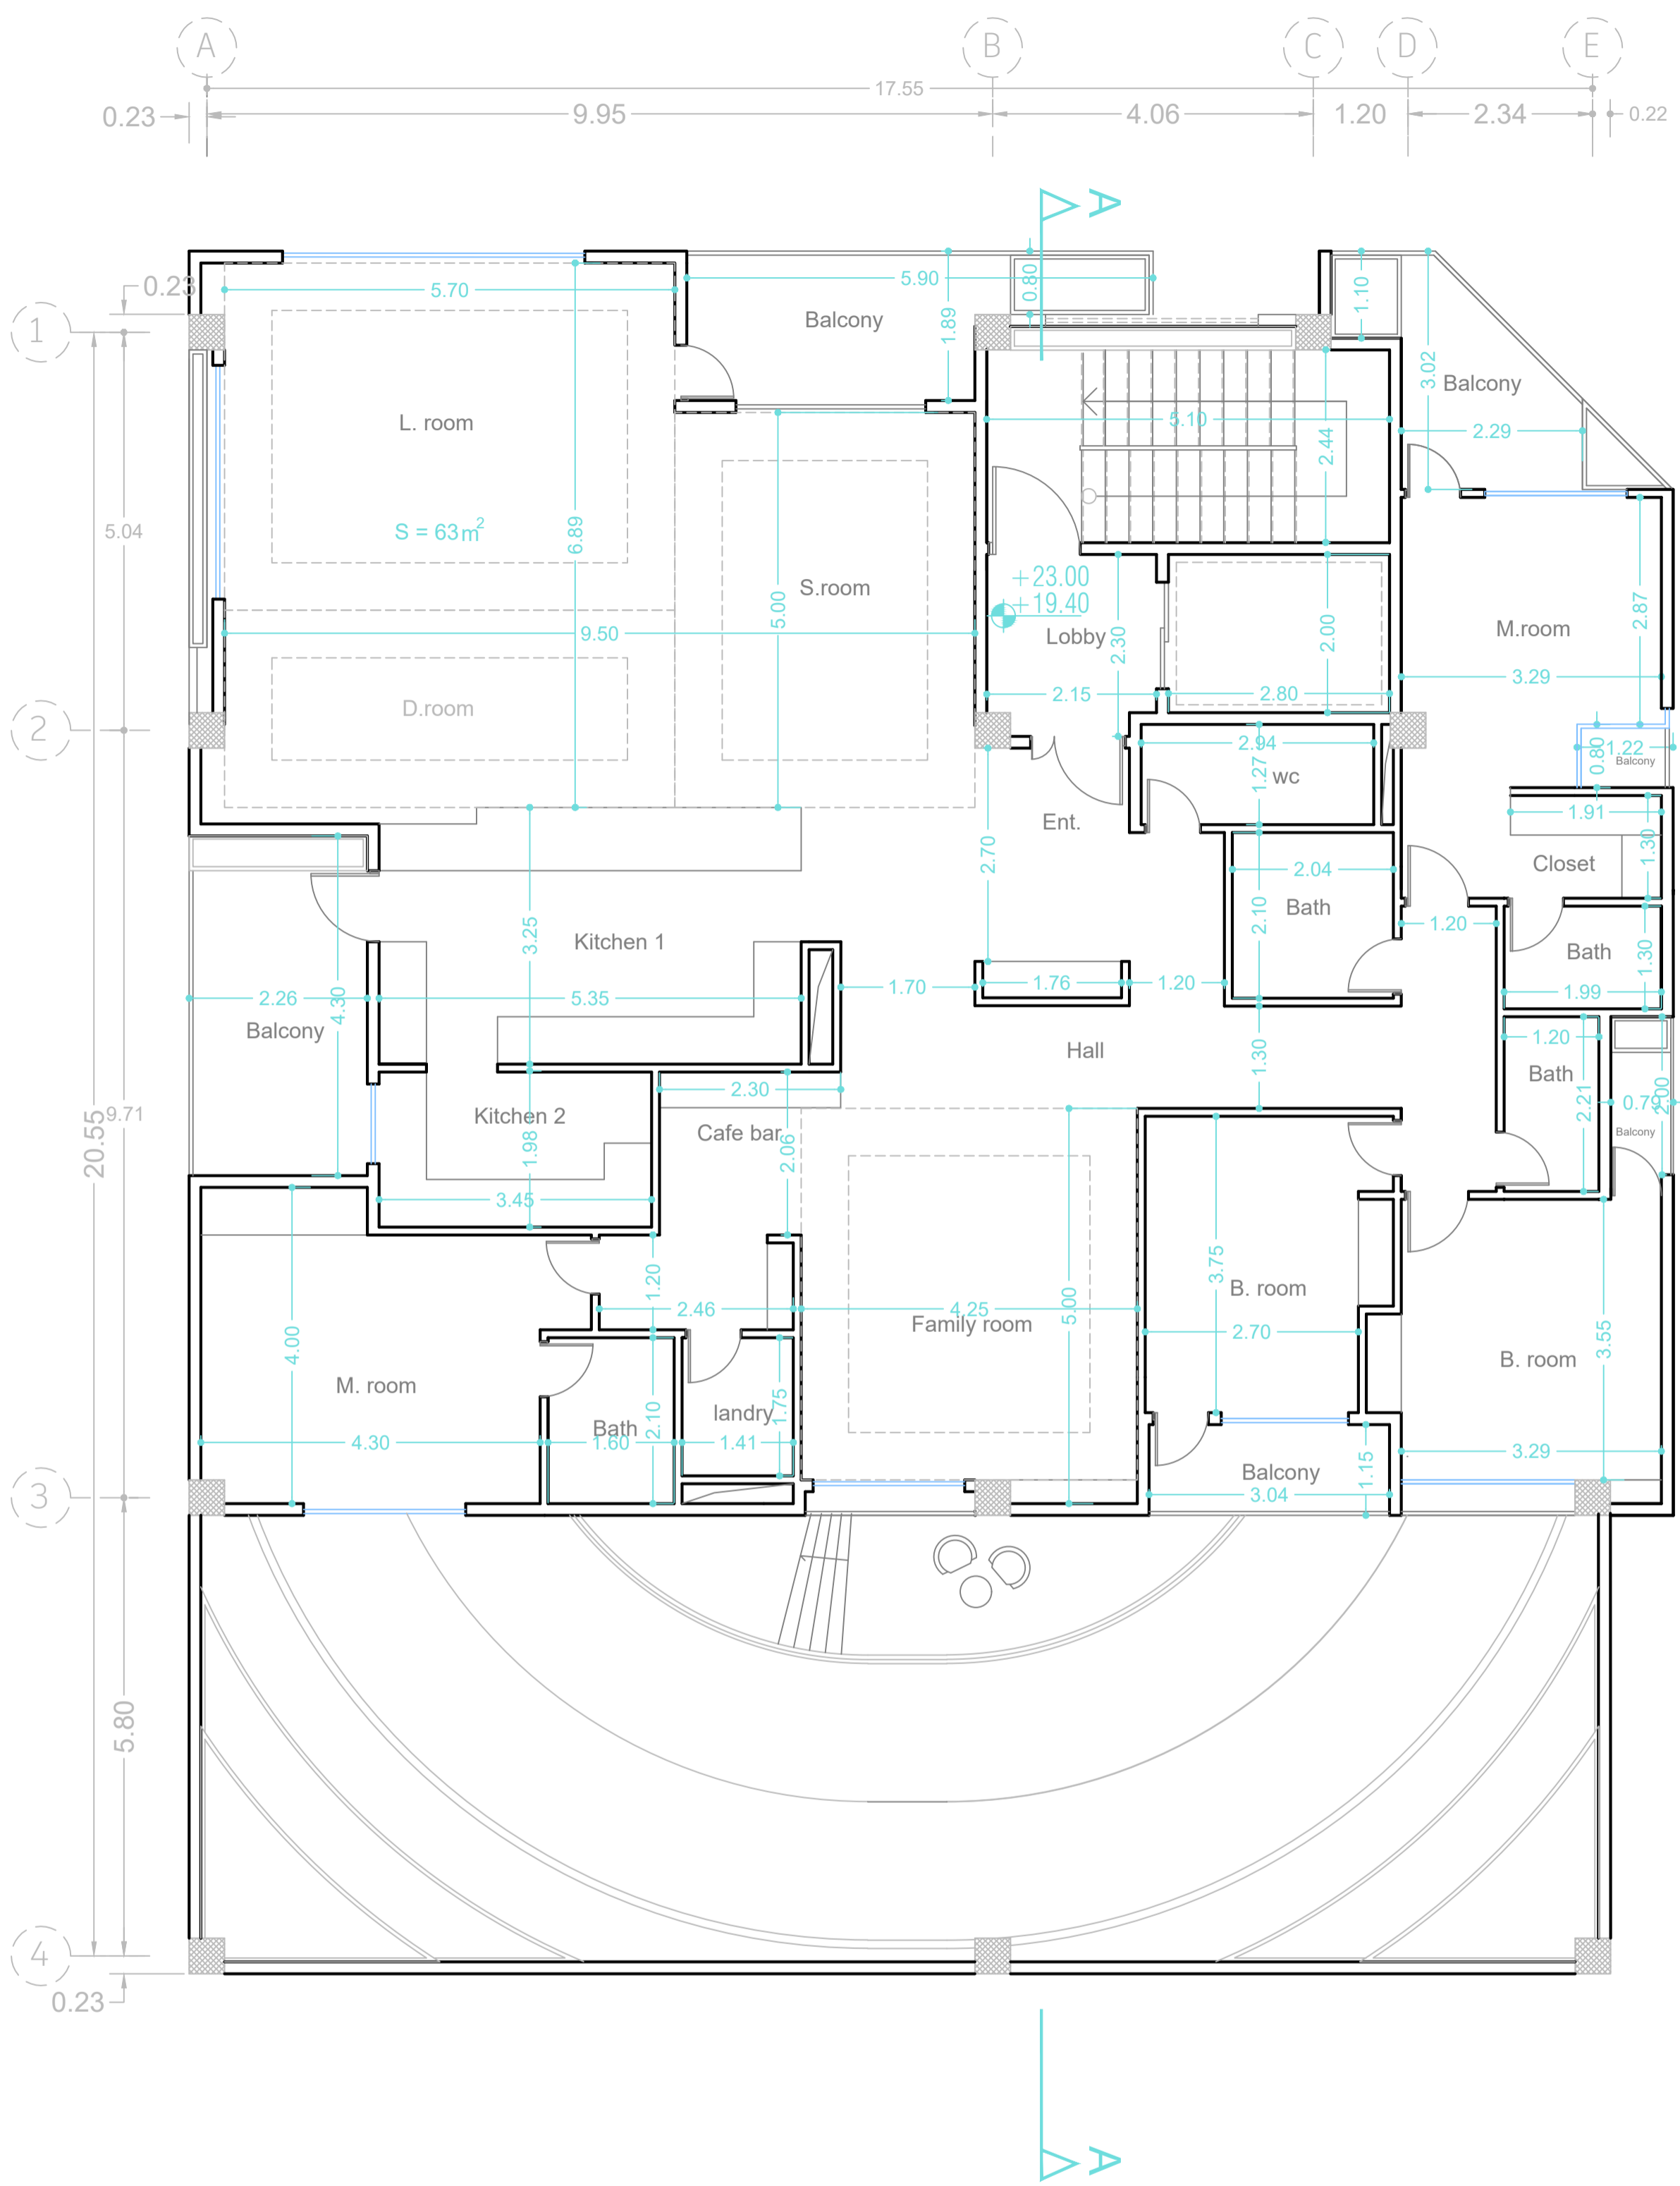 A
B
C
D
E
17.55
0.23
9.95
4.06
1.20
2.34
0.22
A
0.23
5.70
5.90
0.80
1.89
1.10
1
Balcony
3.02
Balcony
L. room
5.10
2.44
2.29
5.04
S = 63 m2
6.89
S.room
5.00
+23.00
+19.40
Lobby
2.30
2.00
2.87
M.room
9.50
3.29
D.room
2.15
2.80
2
2.94
1.27
wc
0.80
1.22
Balcony
1.91
Ent.
2.70
1.30
Closet
2.04
Bath
2.10
3.25
Kitchen 1
1.20
Bath
1.30
2.26
4.30
5.35
1.70
1.76
1.20
1.99
Balcony
Hall
1.30
1.20
2.30
Bath
2.21
0.79
2.00
Balcony
20.55
9.71
Kitchen 2
1.98
Cafe bar
2.06
3.45
3.75
1.20
5.00
B. room
2.46
4.25
Family room
2.70
4.00
3.55
B. room
M. room
landry
1.75
Bath
2.10
4.30
1.60
1.41
3.29
1.15
Balcony
3.04
3
5.80
4
0.23
A